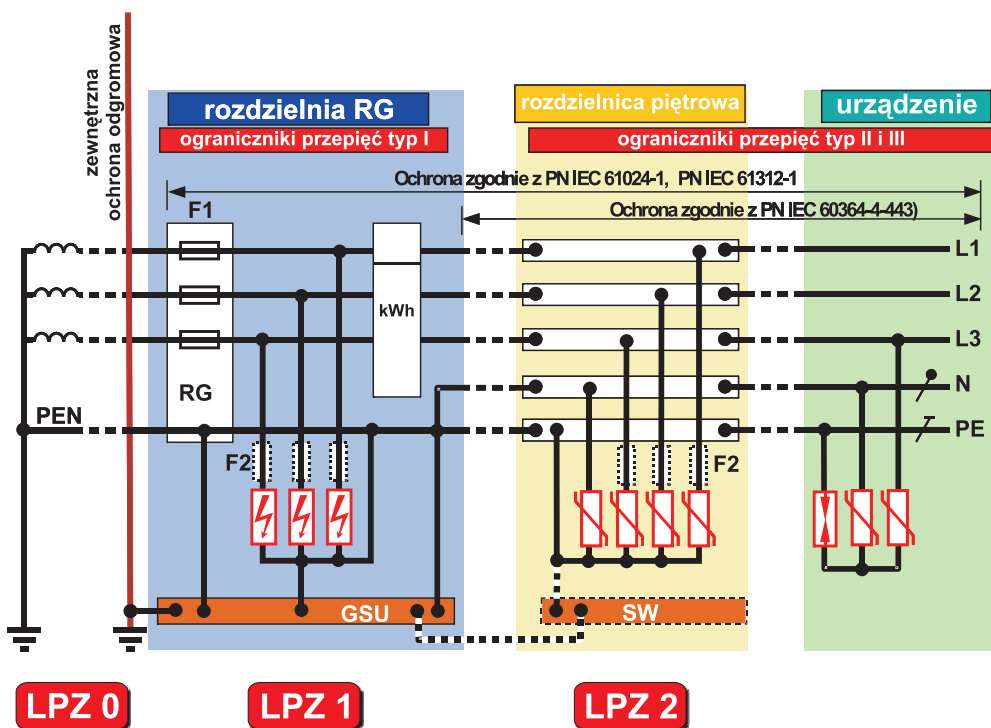 zewnętrzna
ochrona odgromowa
rozdzielnia RG
ograniczniki przepięć typ I
rozdzielnica piętrowa
urządzenie
ograniczniki przepięć typ II i III
Ochrona zgodnie z PN IEC 61024-1, PN IEC 61312-1
Ochrona zgodnie z PN IEC 60364-4-443)
F1
L1
L2
kWh
L3
RG
N
PEN
PE
F2
F2
GSU
SW
LPZ 0
LPZ 1
LPZ 2